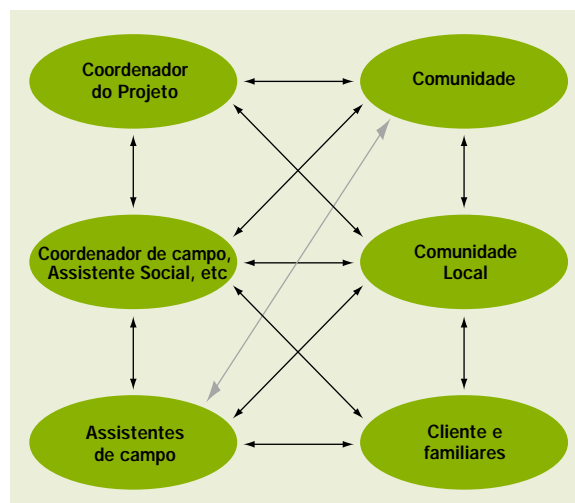 Coordenador
do Projeto
Comunidade
Coordenador de campo,
Assistente Social, etc
Comunidade
Local
Assistentes
de campo
Cliente e
familiares